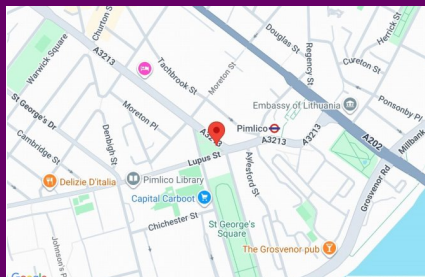 Churton St
A3213
Warwick Square
Tachbrook St
Moreton St
Douglas St
Regency St
Herrick St
Cureton St
Ponsonby Pl
Embassy of Lithuania
St George's Dr
Moreton Pl
Pimlico
A3213
A3213
A3213
A202
Millbank
Cambridge St
Denbigh St
Lupus St
Aylesford St
Grosvenor Rd
Delizie D'Italia
Pimlico Library
Capital Carboot
Chichester St
St George's
Square
Johnson's Pl
The Grosvenor pub
Google